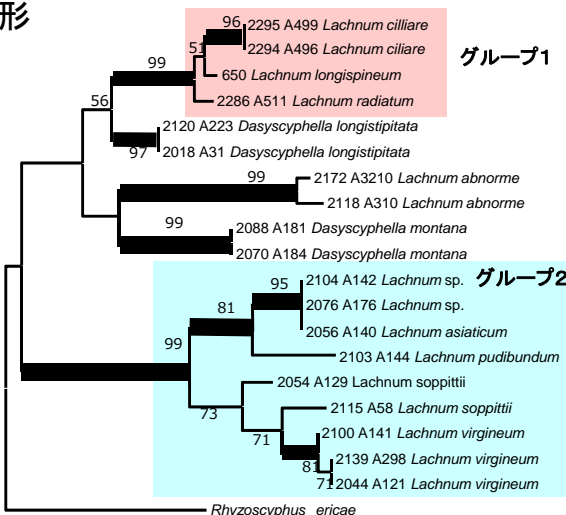 形
96
2295 A499 Lachnum cilliare
2294 A496 Lachnum ciliare
グループ1
51
99
650 Lachnum longispineum
2286 A511 Lachnum radiatum
56
2120 A223 Dasyscyphella longistipitata
97
2018 A31 Dasyscyphella longistipitata
99
2172 A3210 Lachnum abnorme
2118 A310 Lachnum abnorme
99
2088 A181 Dasyscyphella montana
2070 A184 Dasyscyphella montana
95
2104 A142 Lachnum sp.
グループ2
2076 A176 Lachnum sp.
81
2056 A140 Lachnum asiaticum
99
2103 A144 Lachnum pudibundum
2054 A129 Lachnum soppittii
73
2115 A58 Lachnum soppittii
71
2100 A141 Lachnum virgineum
81
2139 A298 Lachnum virgineum
71
2044 A121 Lachnum virgineum
Rhyzoscyphus ericae